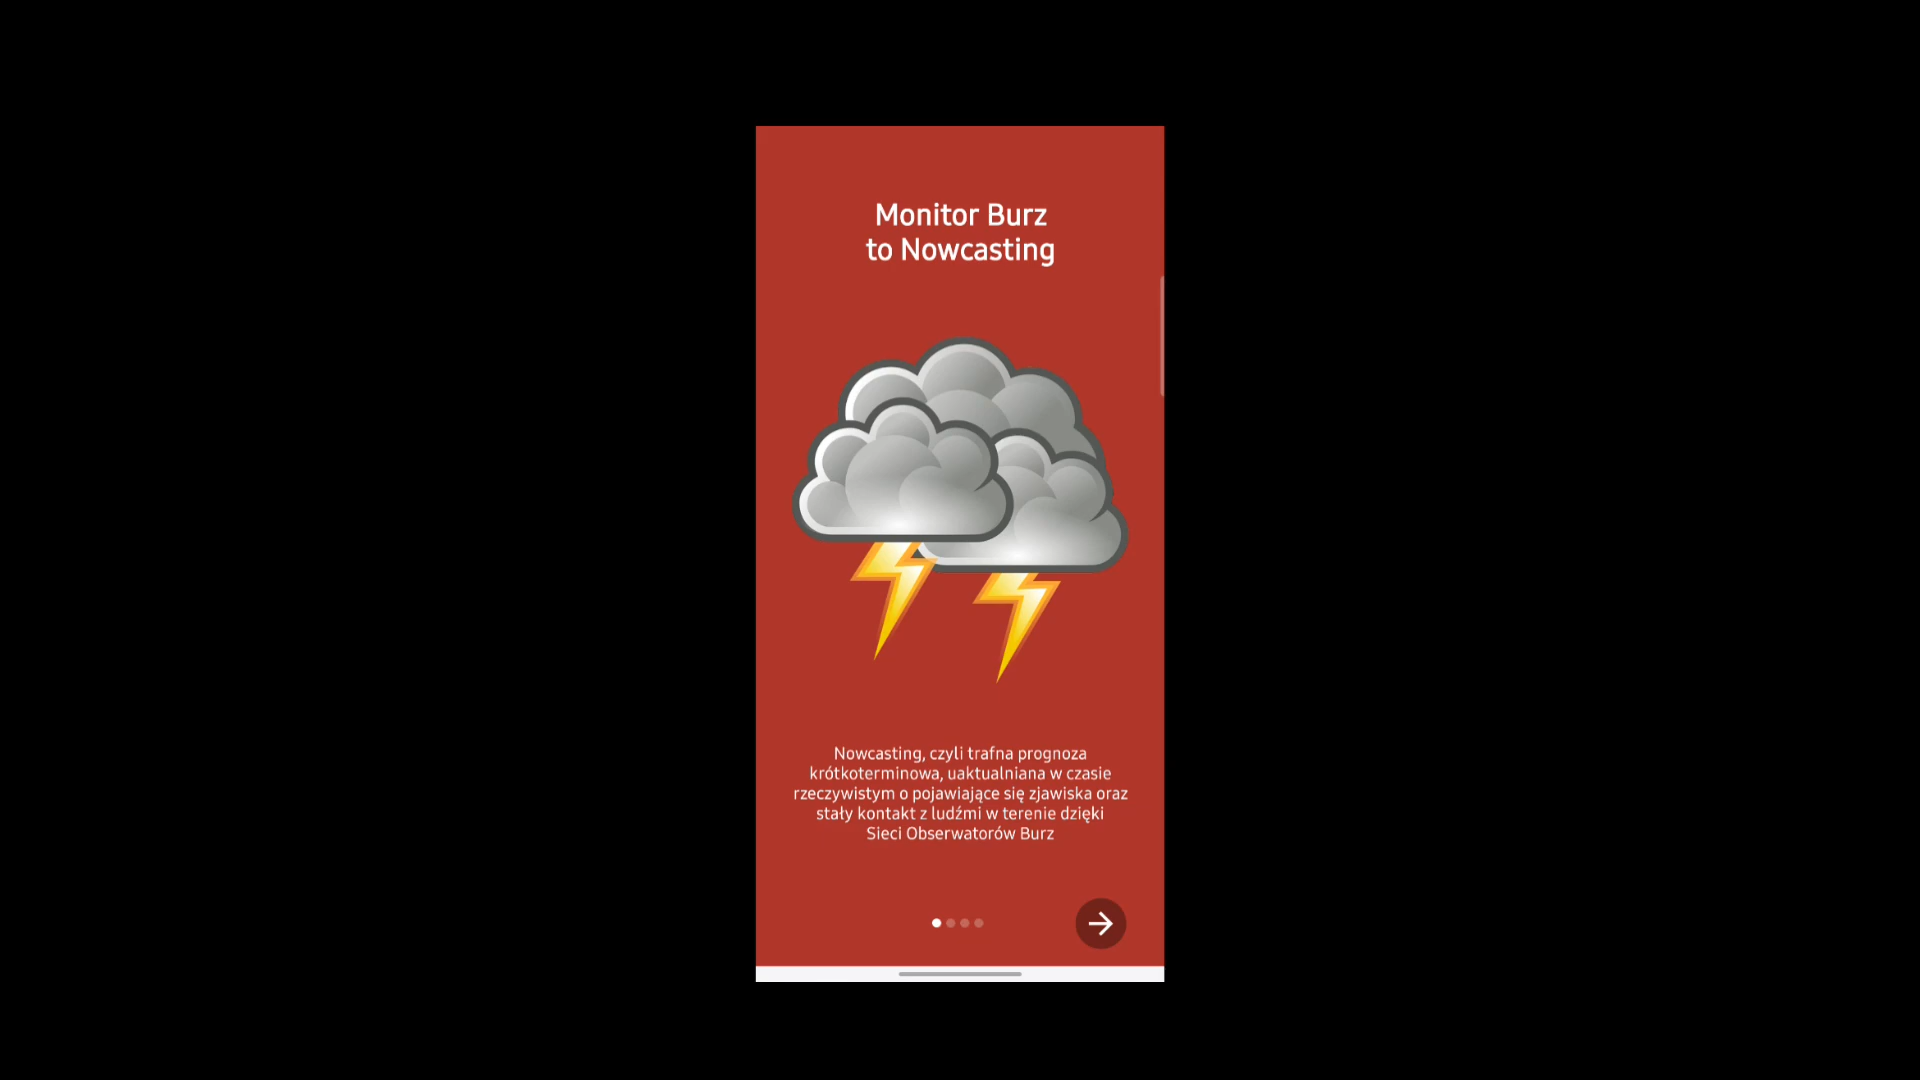 Monitor Burz
to Nowcasting
Nowcasting, czyli trafna prognoza
krótkoterminowa, uaktualniana w czasie
rzeczywistym o pojawiające się zjawiska oraz
stały kontakt z ludźmi w terenie dzięki
Sieci Obserwatorów Burz